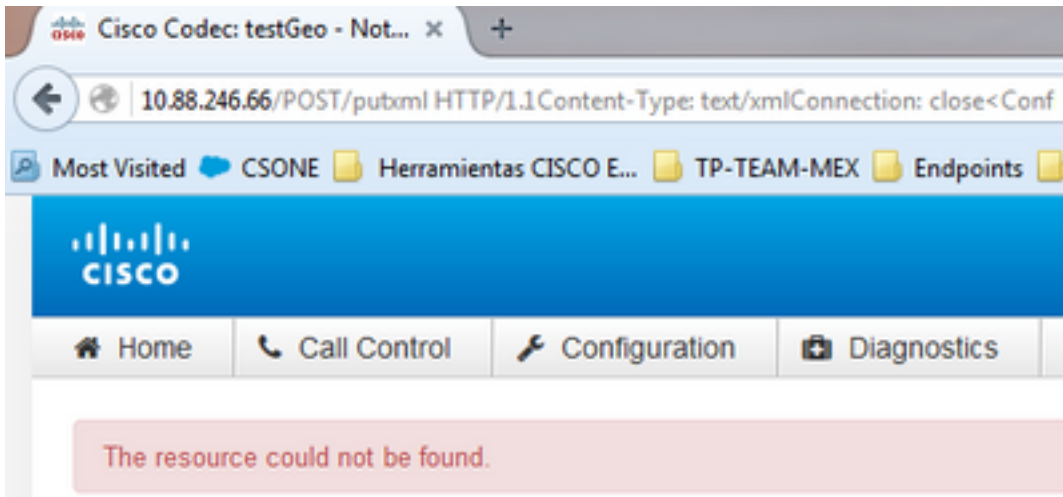 Cisco Codec: testGeo - Not...
10.88.246.66/POST/putxml HTTP/1.1Content-Type: text/xmlConnection: close<Conf
Most Visited CSONE Herramientas CISCO E... TP-TEAM-MEX Endpoints
CISCO
Home Call Control Configuration Diagnostics
The resource could not be found.